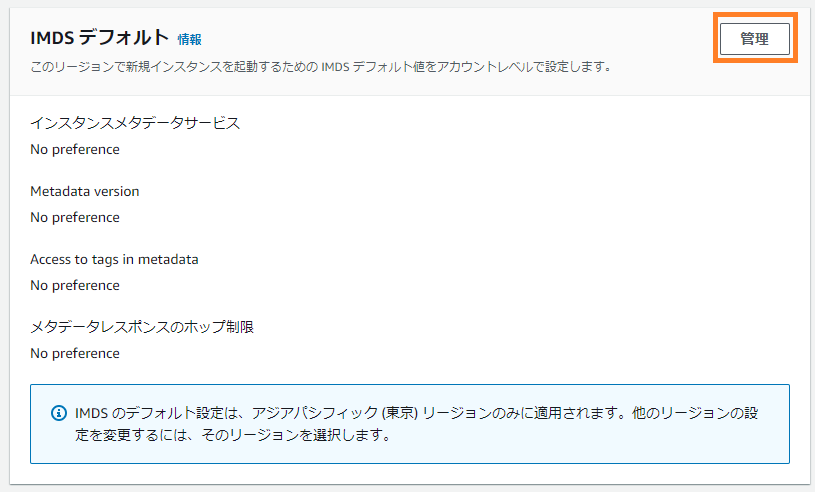 IMDS デフォルト 情報
管理
このリージョンで新規インスタンスを起動するための IMDS デフォルト値をアカウントレベルで設定します。
インスタンスメタデータサービス
No preference
Metadata version
No preference
Access to tags in metadata
No preference
メタデータレスポンスのホップ制限
No preference
IMDS のデフォルト設定は、アジアパシフィック (東京) リージョンのみに適用されます。他のリージョンの設
定を変更するには、そのリージョンを選択します。